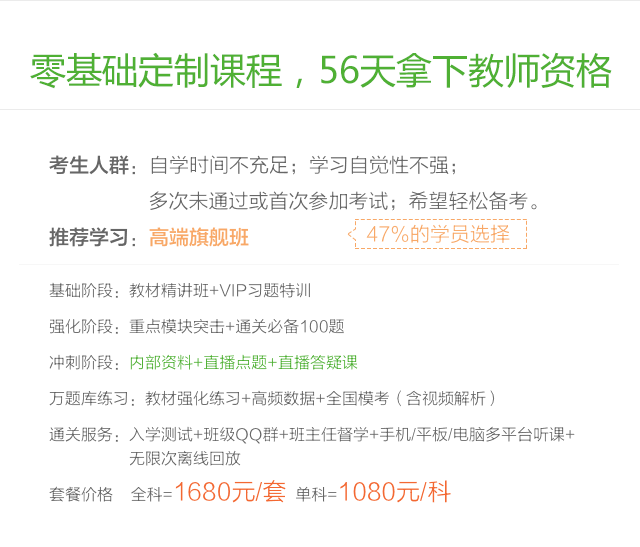 零基础定制课程，56天拿下教师资格
考生人群：自学时间不充足；学习自觉性不强；
多次未通过或首次参加考试；希望轻松备考。
推荐学习：高端旗舰班
47%的学员选择
基础阶段：教材精讲班+VIP习题特训
强化阶段：重点模块突击+通关必备100题
冲刺阶段：内部资料+直播点题+直播答疑课
万题库练习：教材强化练习+高频数据+全国模考（含视频解析）
通关服务：入学测试+班级QQ群+班主任督学+手机/平板/电脑多平台听课+
无限次离线回放
套餐价格 全科=1680元/套 单科=1080元/科